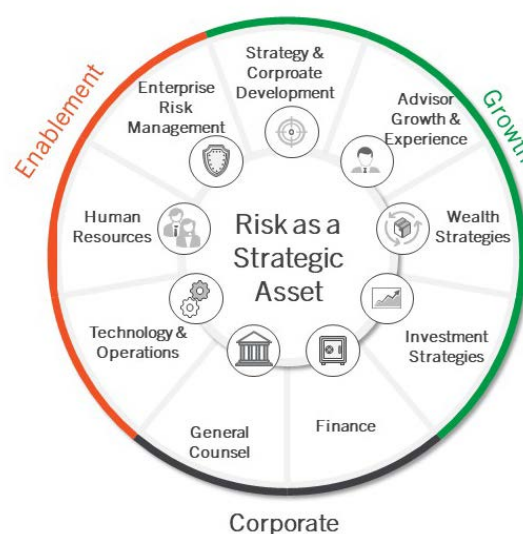 Strategy &
Corproate
Development
Advisor
Growth &
Experience
Growth
Wealth
Strategies
Investment
Strategies
Finance
General
Counsel
Technology &
Operations
Human
Resources
Enterprise
Risk
Management
Enablement
Risk as a
Strategic
Asset
Corporate